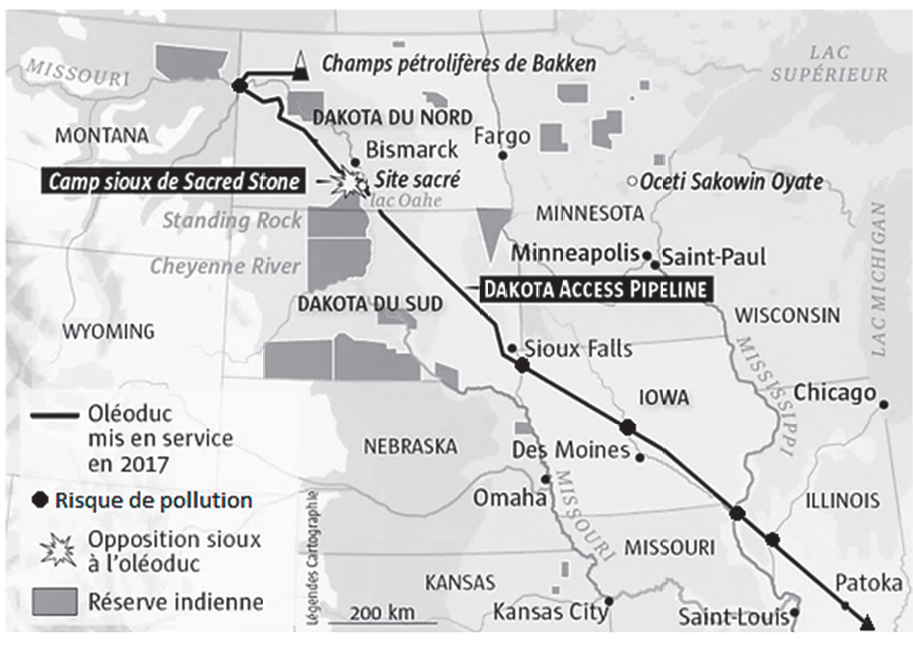 LAC
SUPÉRIEUR
MISSOURI
Champs pétrolifères de Bakken
MONTANA
DAKOTA DU NORD
Fargo
Bismarck
Camp sioux de Sacred Stone
Site sacré
lac Oahe
Oceti Sakowin Oyate
Standing Rock
MINNESOTA
LAC MICHIGAN
Cheyenne River
Minneapolis
Saint-Paul
DAKOTA ACCESS PIPELINE
DAKOTA DU SUD
WISCONSIN
WYOMING
Sioux Falls
MISSISSIPPI
IOWA
Chicago
Oléoduc
mis en service
en 2017
NEBRASKA
Des Moines
Risque de pollution
Omaha
MISSOURI
ILLINOIS
Opposition sioux
à l'oléoduc
MISSOURI
Réserve indienne
KANSAS
Patoka
Légendes Cartographie
200 km
Kansas City
Saint-Louis